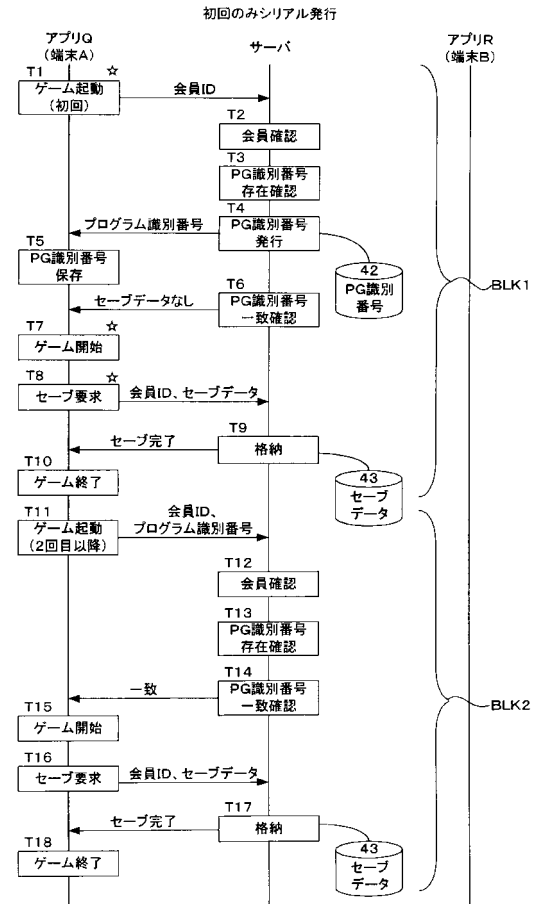 初回のみシリアル発行
アプリQ
(端末A)
サーバ
アプリR
(端末B)
T1
☆
ゲーム起動
(初回)
会員ID
T2
会員確認
T3
PG識別番号
存在確認
T4
PG識別番号
発行
プログラム識別番号
T5
PG識別番号
保存
42
PG識別
番号
T6
PG識別番号
一致確認
セーブデータなし
BLK1
T7
☆
ゲーム開始
T8
☆
セーブ要求
会員ID、セーブデータ
T9
格納
セーブ完了
43
セーブ
データ
T10
ゲーム終了
T11
ゲーム起動
(2回目以降)
会員ID、
プログラム識別番号
T12
会員確認
T13
PG識別番号
存在確認
T14
PG識別番号
一致確認
一致
BLK2
T15
ゲーム開始
T16
セーブ要求
会員ID、セーブデータ
T17
格納
セーブ完了
43
セーブ
データ
T18
ゲーム終了